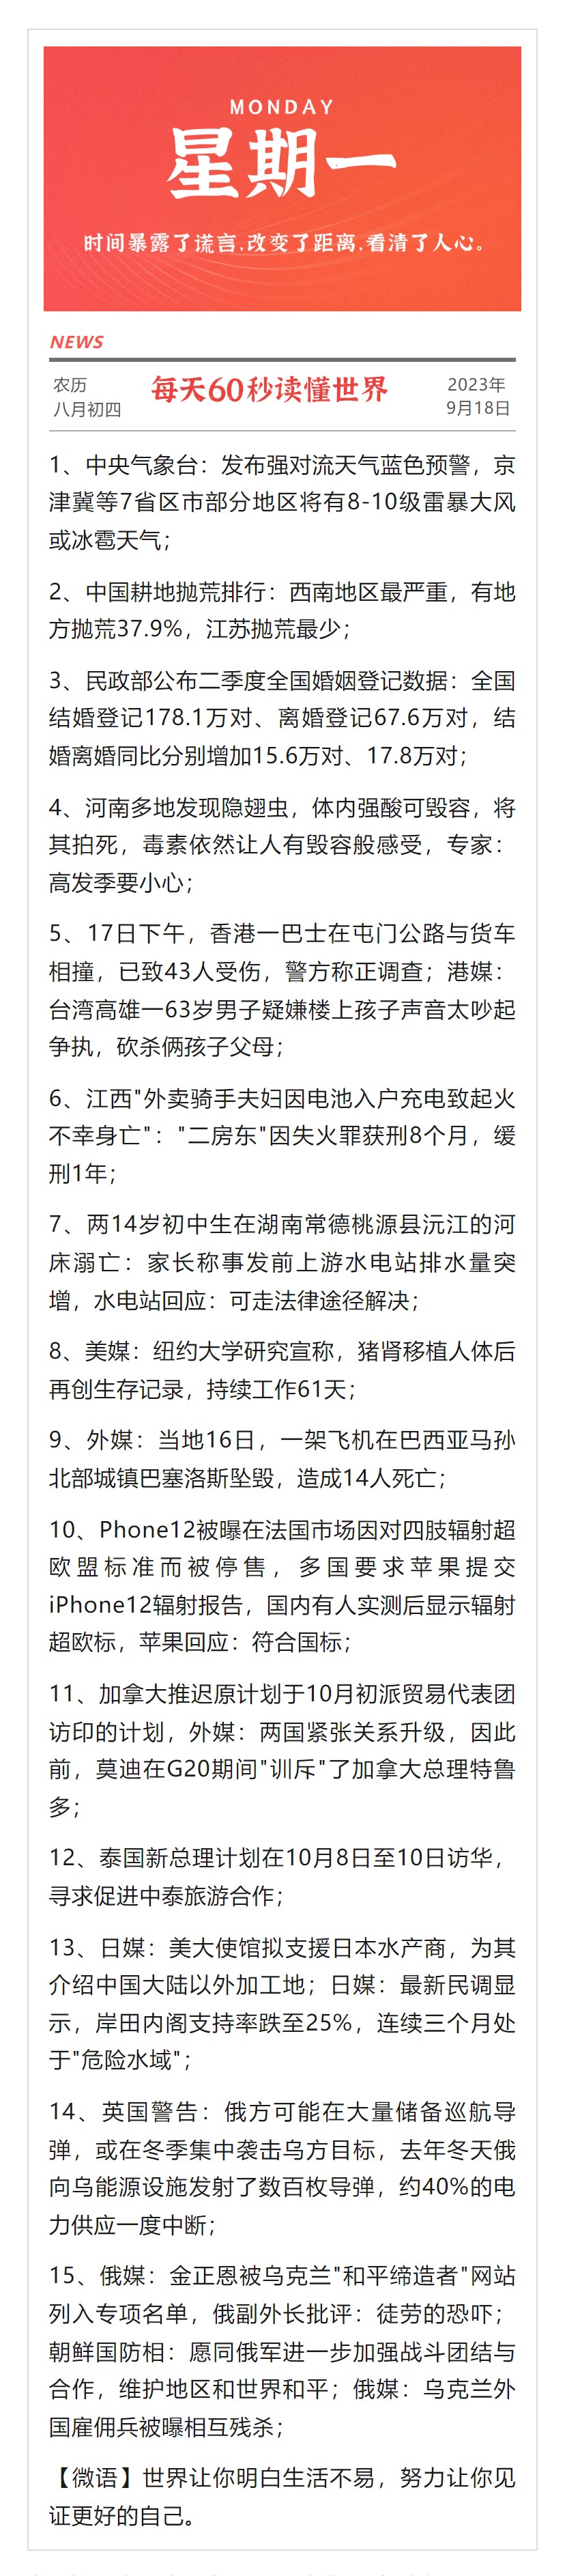 MONDAY
星期一
时间暴露了谎言.改变了距离.看清了人心。
NEWS
农历
八月初四
每天60秒读懂世界
2023年
9月18日
1、中央气象台：发布强对流天气蓝色预警，京
津冀等7省区市部分地区将有8-10级雷暴大风
或冰雹天气；
2、中国耕地抛荒排行：西南地区最严重，有地
方抛荒37.9%，江苏抛荒最少；
3、民政部公布二季度全国婚姻登记数据：全国
结婚登记178.1万对、离婚登记67.6万对，结
婚离婚同比分别增加15.6万对、17.8万对；
4、河南多地发现隐翅虫，体内强酸可毁容，将
其拍死，毒素依然让人有毁容般感受，专家：
高发季要小心；
5、17日下午，香港一巴士在屯门公路与货车
相撞，已致43人受伤，警方称正调查；港媒：
台湾高雄一63岁男子疑嫌楼上孩子声音太吵起
争执，砍杀俩孩子父母；
6、江西"外卖骑手夫妇因电池入户充电致起火
不幸身亡"："二房东"因失火罪获刑8个月，缓
刑1年；
7、两14岁初中生在湖南常德桃源县沅江的河
床溺亡：家长称事发前上游水电站排水量突
增，水电站回应：可走法律途径解决；
8、美媒：纽约大学研究宣称，猪肾移植人体后
再创生存记录，持续工作61天；
9、外媒：当地16日，一架飞机在巴西亚马孙
北部城镇巴塞洛斯坠毁，造成14人死亡；
10、Phone12被曝在法国市场因对四肢辐射超
欧盟标准而被停售，多国要求苹果提交
iPhone12辐射报告，国内有人实测后显示辐射
超欧标，苹果回应：符合国标；
11、加拿大推迟原计划于10月初派贸易代表团
访印的计划，外媒：两国紧张关系升级，因此
前，莫迪在G20期间"训斥"了加拿大总理特鲁
多；
12、泰国新总理计划在10月8日至10日访华，
寻求促进中泰旅游合作；
13、日媒：美大使馆拟支援日本水产商，为其
介绍中国大陆以外加工地；日媒：最新民调显
示，岸田内阁支持率跌至25%，连续三个月处
于"危险水域"；
14、英国警告：俄方可能在大量储备巡航导
弹，或在冬季集中袭击乌方目标，去年冬天俄
向乌能源设施发射了数百枚导弹，约40%的电
力供应一度中断；
15、俄媒：金正恩被乌克兰"和平缔造者"网站
列入专项名单，俄副外长批评：徒劳的恐吓；
朝鲜国防相：愿同俄军进一步加强战斗团结与
合作，维护地区和世界和平；俄媒：乌克兰外
国雇佣兵被曝相互残杀；
【微语】世界让你明白生活不易，努力让你见
证更好的自己。